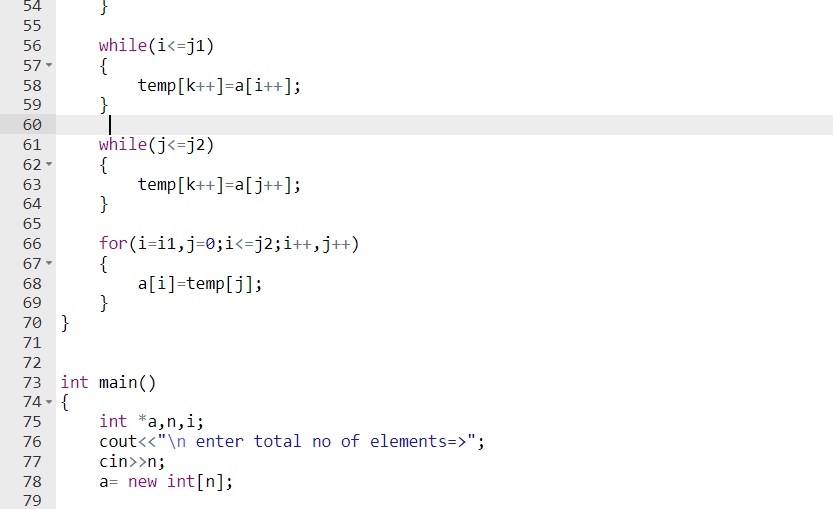 54 }
55
56 while(i<=j1)
57 {
58 temp[k++]=a[i++];
59 }
60
61 while(j<=j2)
62 {
63 temp[k++]=a[j++];
64 }
65
66 for(i=i1,j=0;i<=j2;i++,j++)
67 {
68 a[i]=temp[j];
69 }
70 }
71
72
73 int main()
74 {
75 int *a,n,i;
76 cout<<"\n enter total no of elements=>";
77 cin>>n;
78 a= new int[n];
79